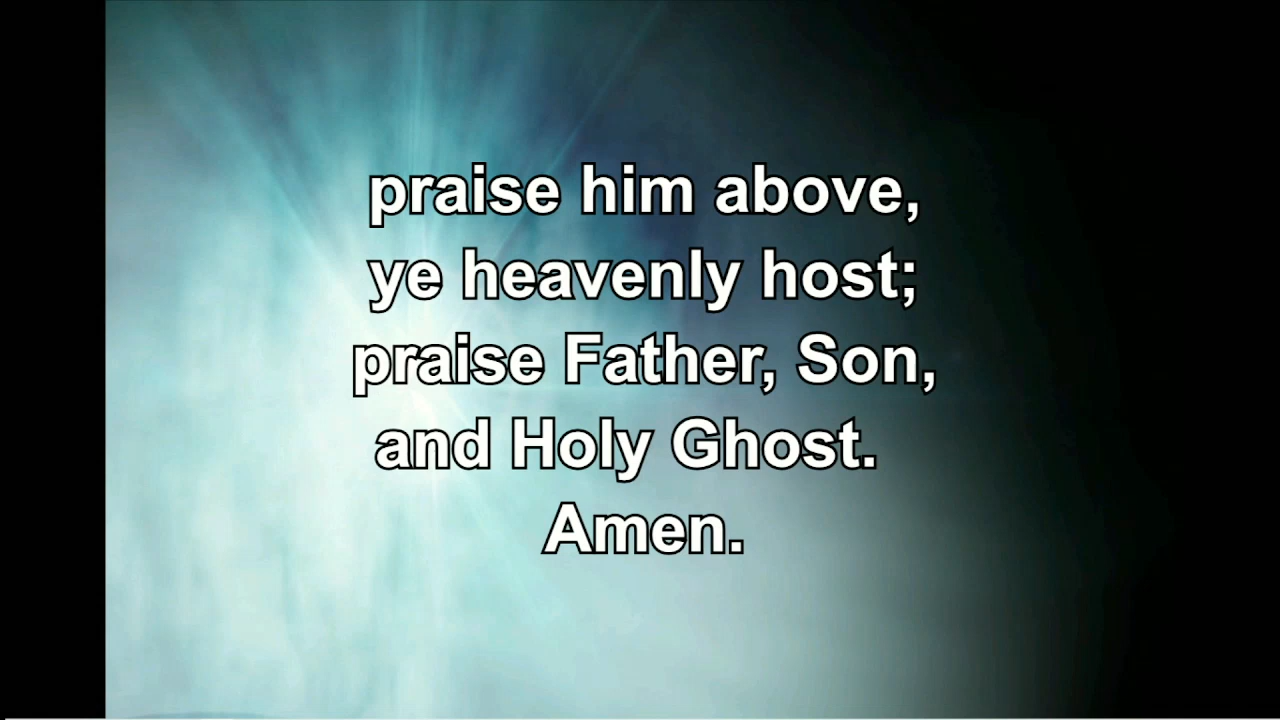 praise him above,
ye heavenly host;
praise Father, Son,
and Holy Ghost.
Amen.